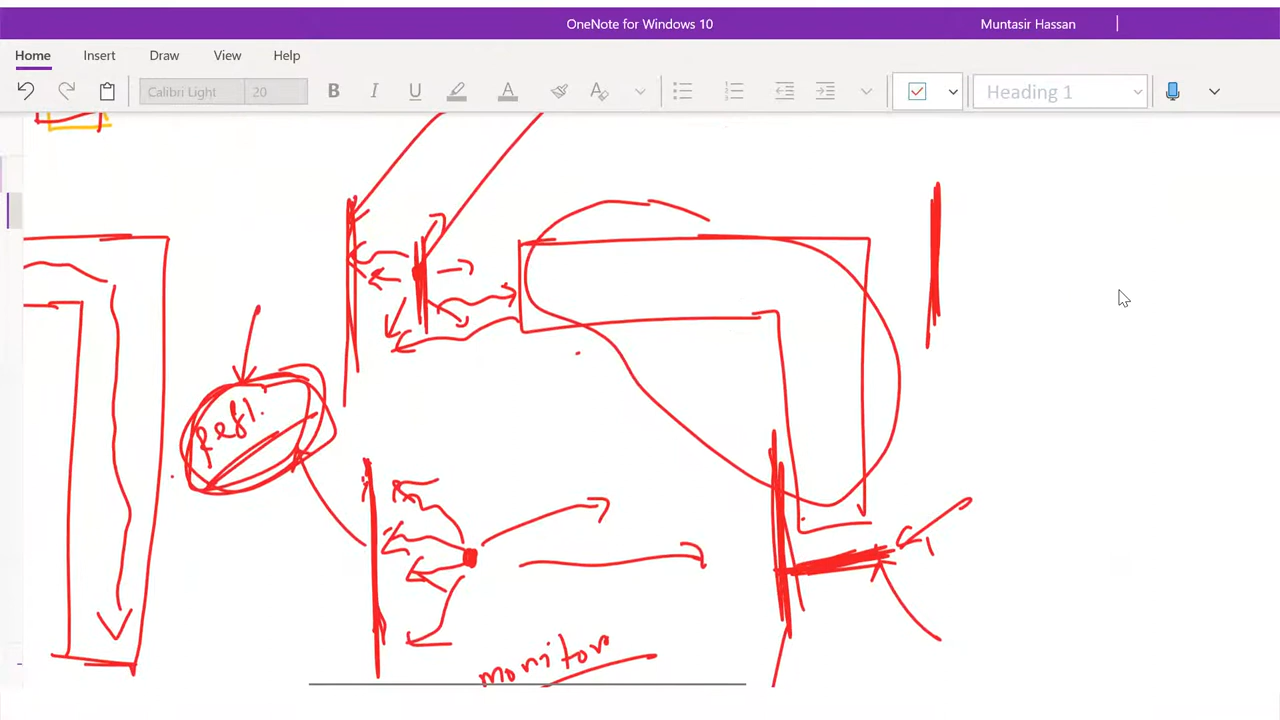 OneNote for Windows 10
Muntasir Hassan
Home Insert Draw View Help
Calibri Light 20 B I U A A Heading 1
Refl.
monitor